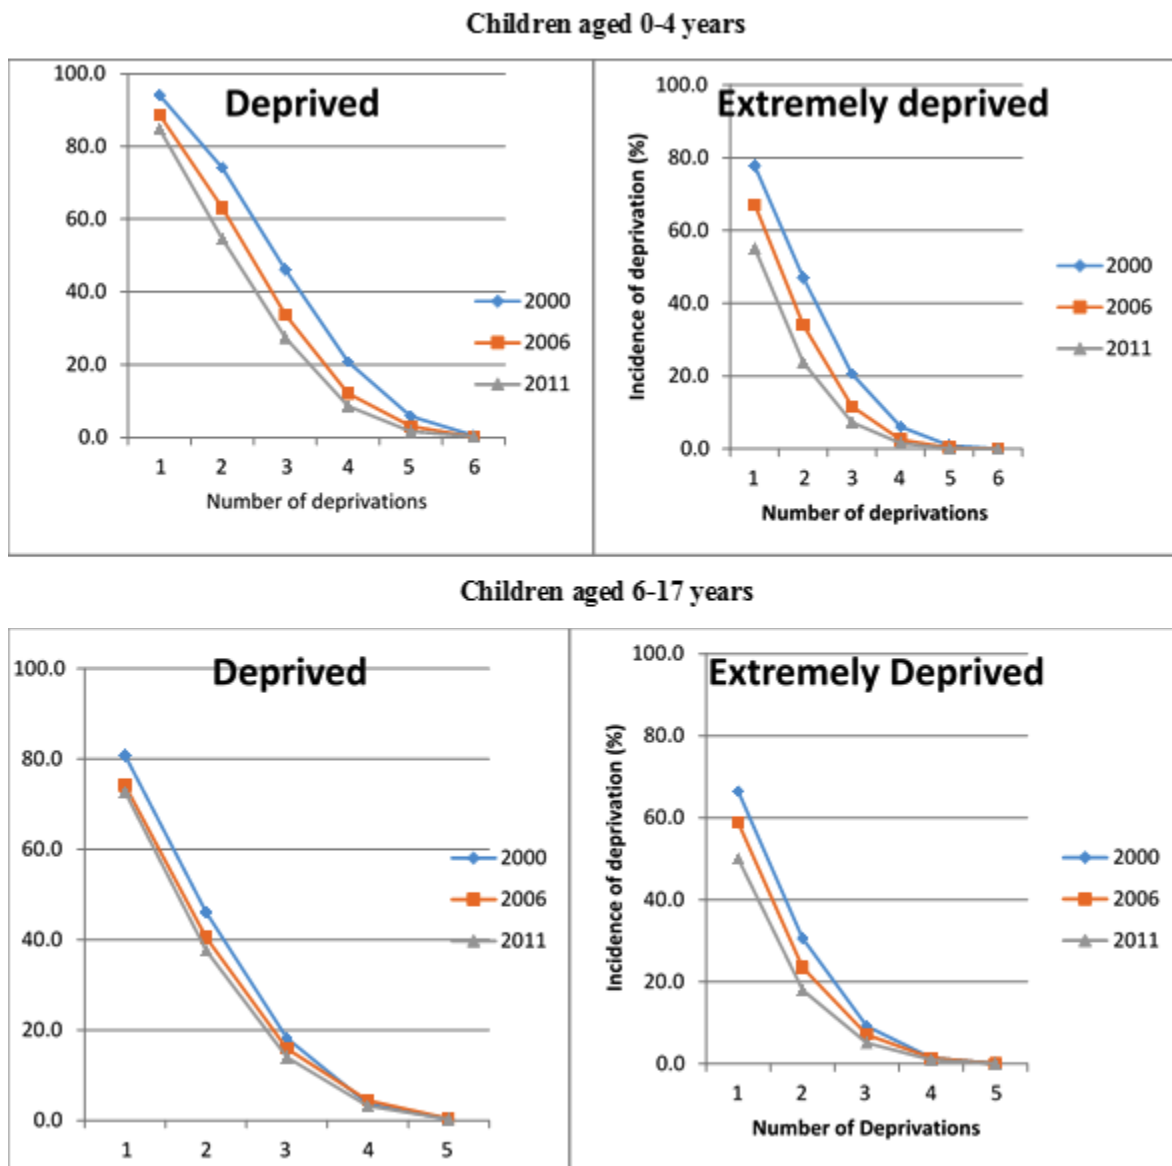 Children aged 0-4 years
Deprived
100.0
80.0
60.0
40.0
20.0
0.0
1 2 3 4 5 6
Number of deprivations
2000
2006
2011
Extremely deprived
Incidence of deprivation (%)
100.0
80.0
60.0
40.0
20.0
0.0
1 2 3 4 5 6
Number of deprivations
2000
2006
2011
Children aged 6-17 years
Deprived
100.0
80.0
60.0
40.0
20.0
0.0
1 2 3 4 5
2000
2006
2011
Extremely Deprived
Incidence of deprivation (%)
100.0
80.0
60.0
40.0
20.0
0.0
1 2 3 4 5
Number of Deprivations
2000
2006
2011